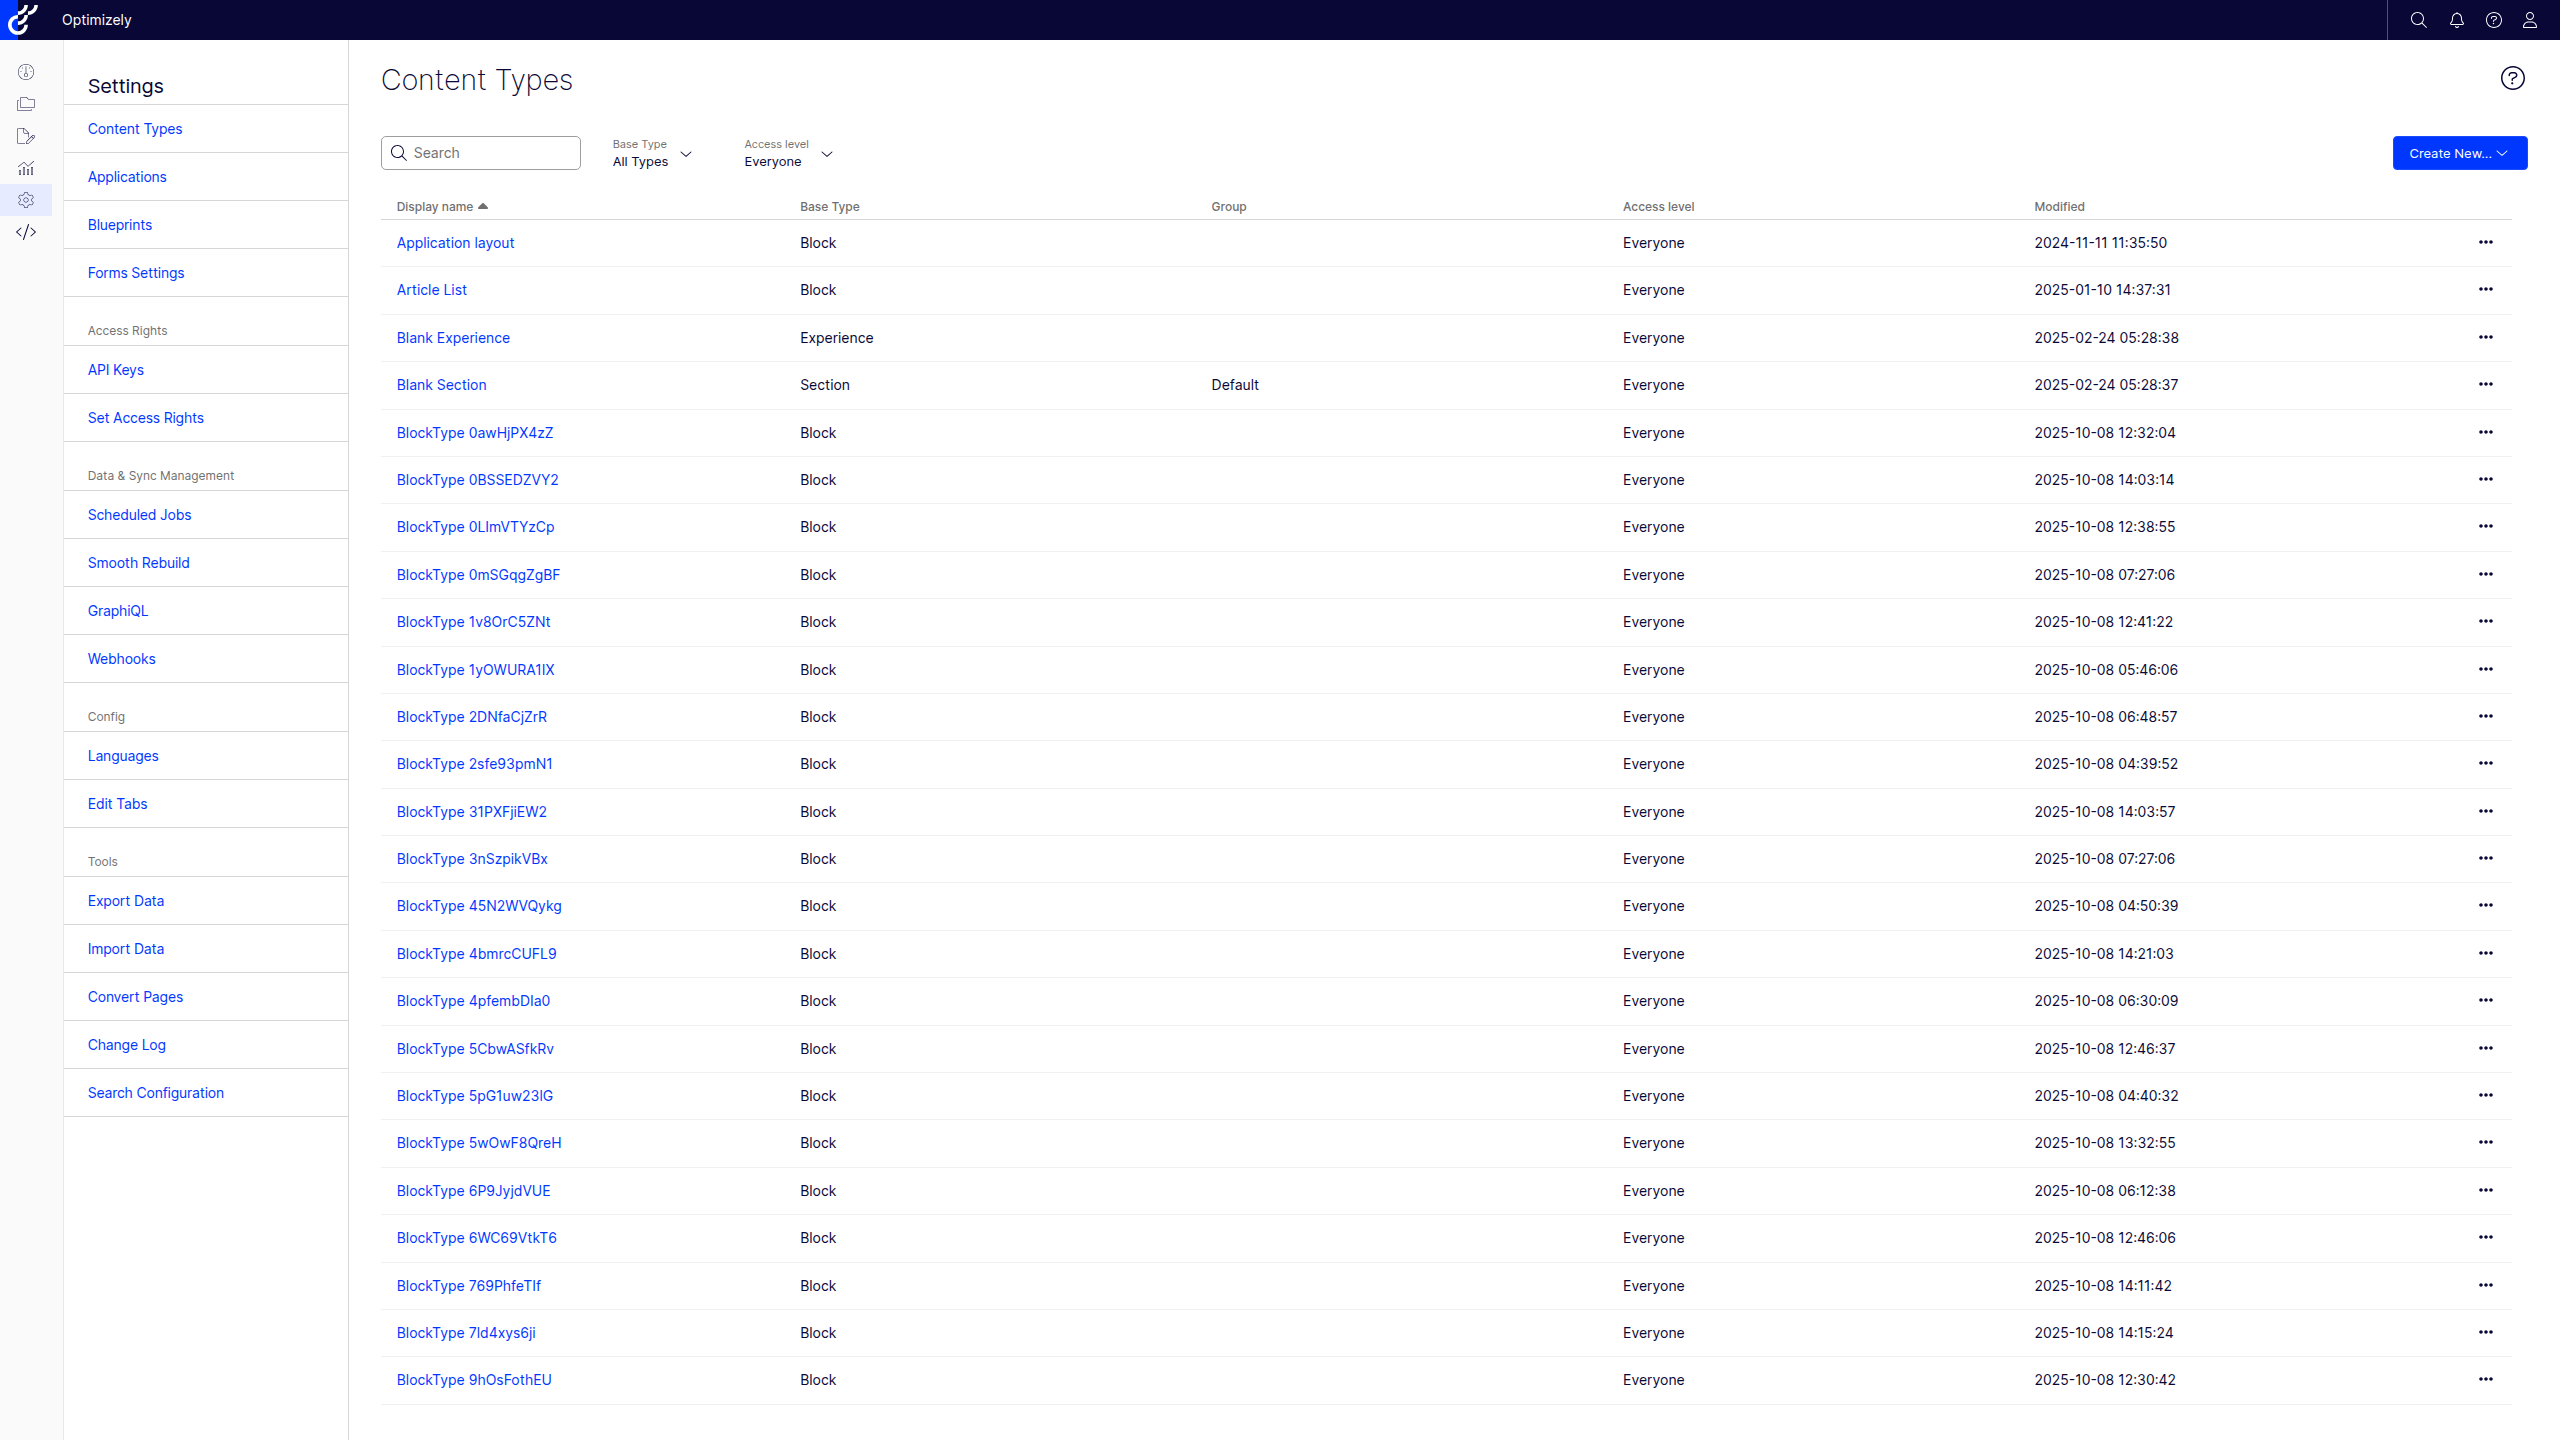 Optimizely
Settings
Content Types
Applications
Blueprints
Forms Settings
Access Rights
API Keys
Set Access Rights
Data & Sync Management
Scheduled Jobs
Smooth Rebuild
GraphiQL
Webhooks
Config
Languages
Edit Tabs
Tools
Export Data
Import Data
Convert Pages
Change Log
Search Configuration
Content Types
Search
Base Type
All Types
Access level
Everyone
Create New...
Display name Base Type Group Access level Modified
Application layout Block Everyone 2024-11-11 11:35:50
Article List Block Everyone 2025-01-10 14:37:31
Blank Experience Experience Everyone 2025-02-24 05:28:38
Blank Section Section Default Everyone 2025-02-24 05:28:37
BlockType 0awHjPX4zZ Block Everyone 2025-10-08 12:32:04
BlockType 0BSSEDZVY2 Block Everyone 2025-10-08 14:03:14
BlockType 0LImVTYzCp Block Everyone 2025-10-08 12:38:55
BlockType 0mSGqgZgBF Block Everyone 2025-10-08 07:27:06
BlockType 1v8OrC5ZNt Block Everyone 2025-10-08 12:41:22
BlockType 1yOWURA1IX Block Everyone 2025-10-08 05:46:06
BlockType 2DNfaCjZrR Block Everyone 2025-10-08 06:48:57
BlockType 2sfe93pmN1 Block Everyone 2025-10-08 04:39:52
BlockType 31PXFjiEW2 Block Everyone 2025-10-08 14:03:57
BlockType 3nSzpikVBx Block Everyone 2025-10-08 07:27:06
BlockType 45N2WVQykg Block Everyone 2025-10-08 04:50:39
BlockType 4bmrcCUFL9 Block Everyone 2025-10-08 14:21:03
BlockType 4pfembDIa0 Block Everyone 2025-10-08 06:30:09
BlockType 5CbwASfkRv Block Everyone 2025-10-08 12:46:37
BlockType 5pG1uw23lG Block Everyone 2025-10-08 04:40:32
BlockType 5wOwF8QreH Block Everyone 2025-10-08 13:32:55
BlockType 6P9JyjdVUE Block Everyone 2025-10-08 06:12:38
BlockType 6WC69VtkT6 Block Everyone 2025-10-08 12:46:06
BlockType 769PhfeTIf Block Everyone 2025-10-08 14:11:42
BlockType 7ld4xys6ji Block Everyone 2025-10-08 14:15:24
BlockType 9hOsFothEU Block Everyone 2025-10-08 12:30:42